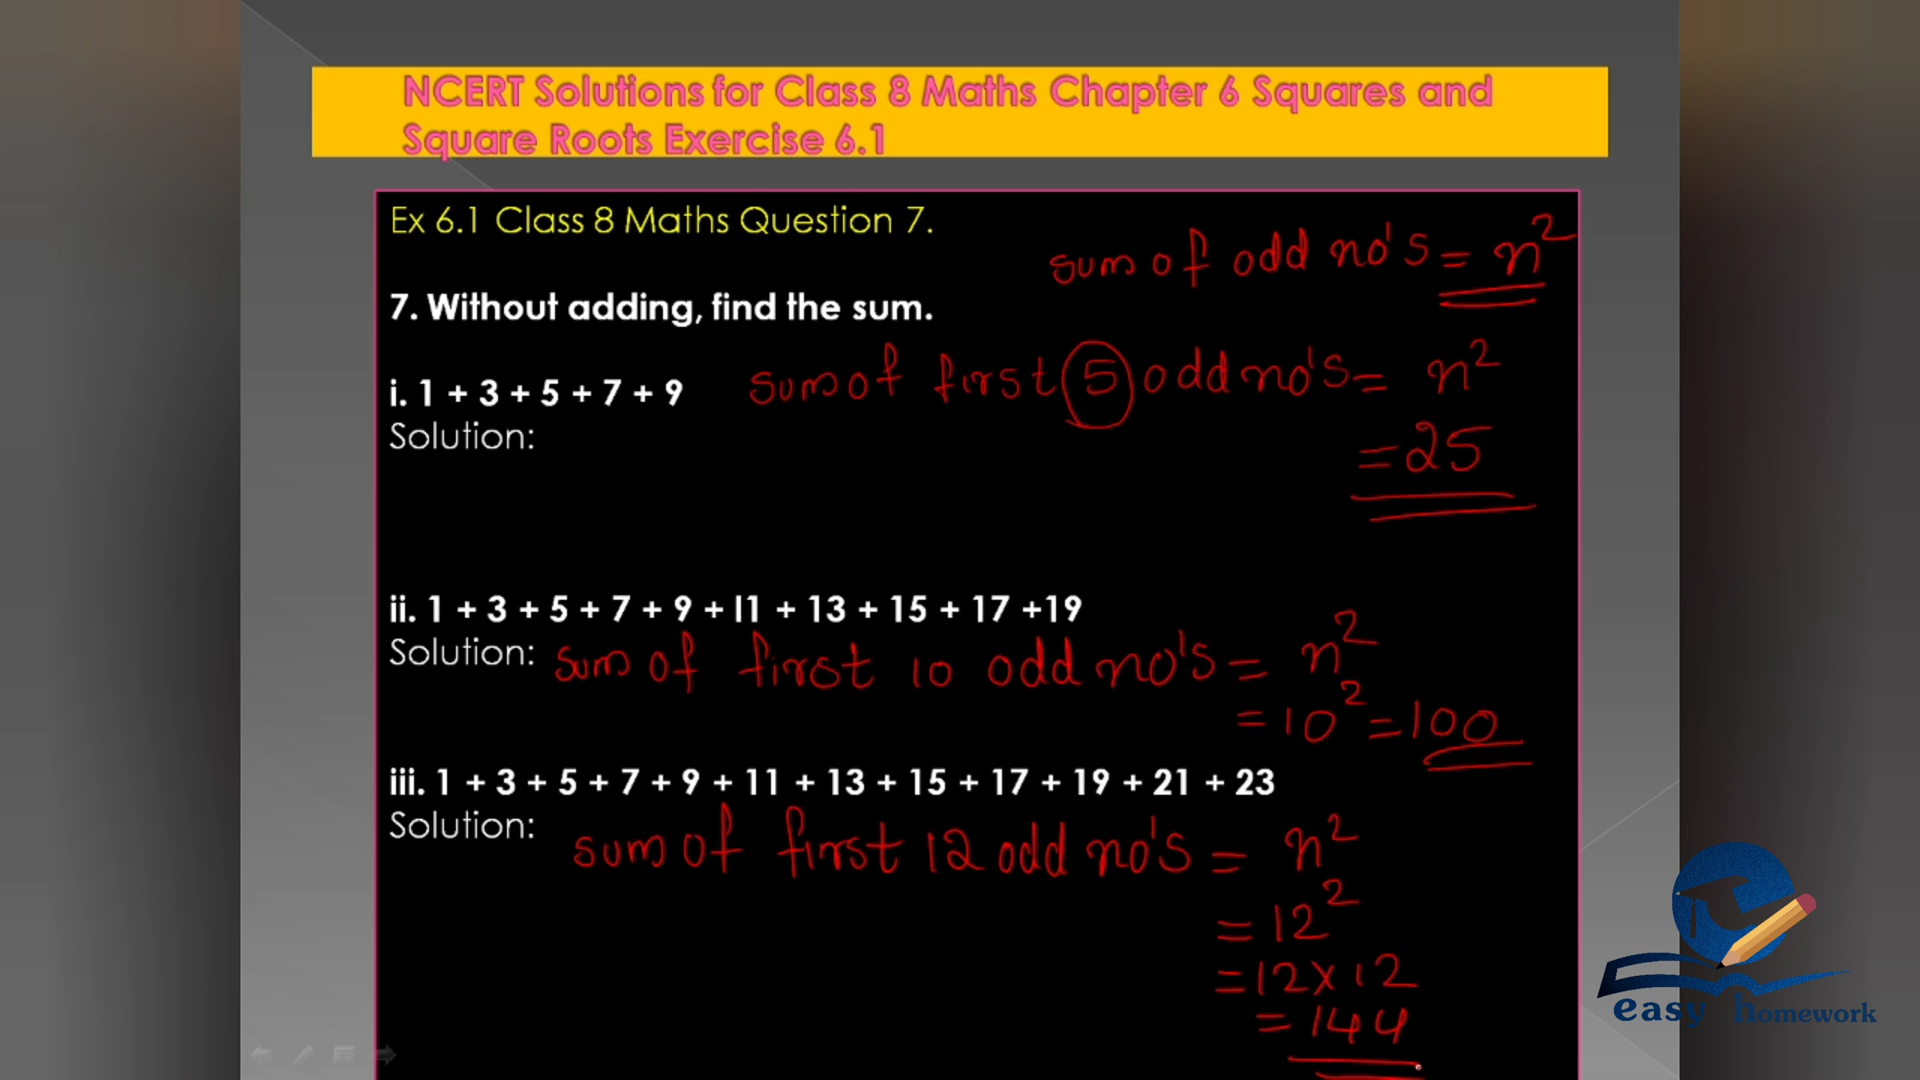 NCERT Solutions for Class 8 Maths Chapter 6 Squares and
Square Roots Exercise 6.1
Ex 6.1 Class 8 Maths Question 7.
sum of odd no's = n²
7. Without adding, find the sum.
i. 1 + 3 + 5 + 7 + 9
sum of first 5 odd no's = n²
Solution:
= 25
ii. 1 + 3 + 5 + 7 + 9 + I1 + 13 + 15 + 17 +19
Solution:
sum of first 10 odd no's = n²
= 10² = 100
iii. 1 + 3 + 5 + 7 + 9 + 11 + 13 + 15 + 17 + 19 + 21 + 23
Solution:
sum of first 12 odd no's = n²
= 12²
= 12 x 12
= 144
easy homework